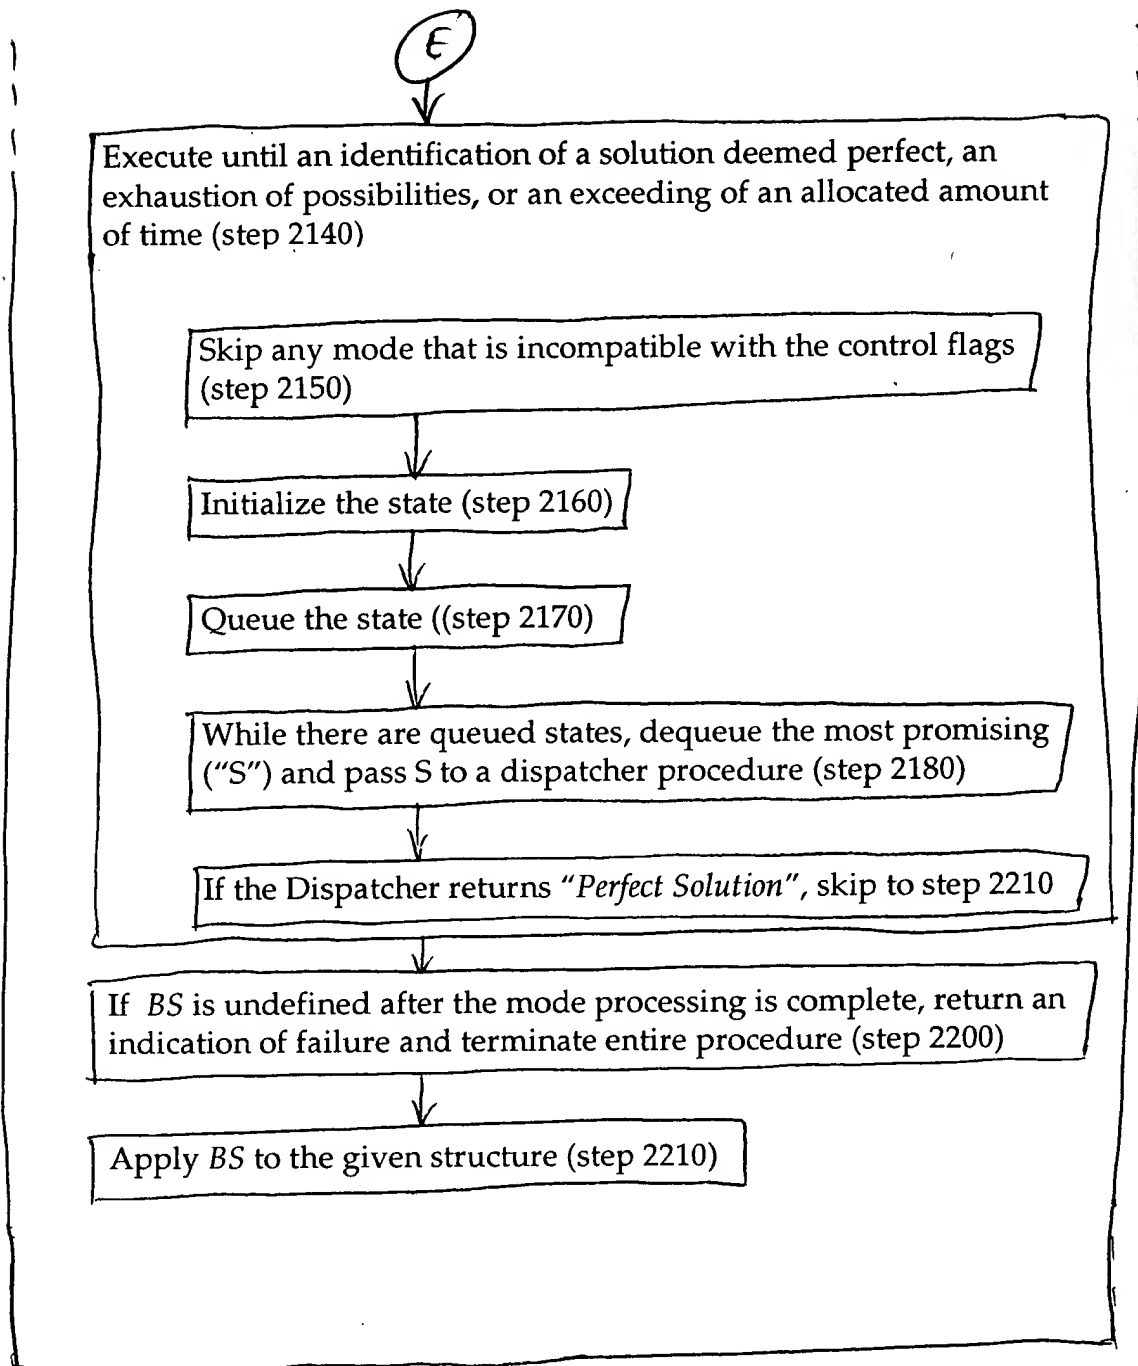 E
Execute until an identification of a solution deemed perfect, an
exhaustion of possibilities, or an exceeding of an allocated amount
of time (step 2140)
Skip any mode that is incompatible with the control flags
(step 2150)
Initialize the state (step 2160)
Queue the state ((step 2170)
While there are queued states, dequeue the most promising
("S") and pass S to a dispatcher procedure (step 2180)
If the Dispatcher returns "Perfect Solution", skip to step 2210
If BS is undefined after the mode processing is complete, return an
indication of failure and terminate entire procedure (step 2200)
Apply BS to the given structure (step 2210)